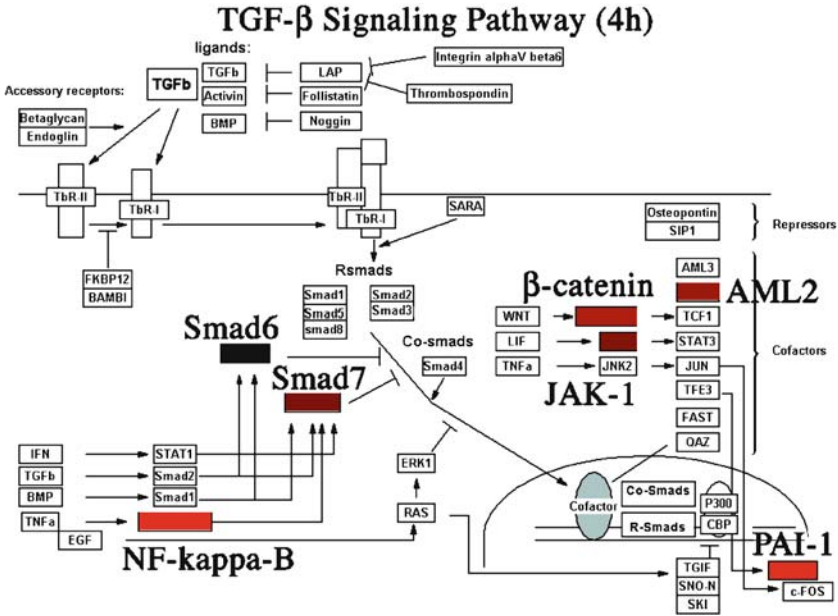 TGF-β Signaling Pathway (4h)
ligands:
TGFb
TGFb
LAP
Integrin alphaV beta6
Accessory receptors:
Activin
Follistatin
Thrombospondin
Betaglycan
Endoglin
BMP
Noggin
TbR-II
TbR-I
TbR-II
TbR-I
SARA
Osteopontin
SIP1
Repressors
FKBP12
BAMBI
Rsmads
Smad1
Smad5
smad8
Smad2
Smad3
AML3
β-catenin
AML2
WNT
TCF1
Smad6
Co-smads
LIF
STAT3
Cofactors
Smad4
TNFa
JNK2
JUN
Smad7
JAK-1
TFE3
FAST
QAZ
IFN
STAT1
TGFb
Smad2
ERK1
BMP
Smad1
TNFa
EGF
NF-kappa-B
RAS
Cofactor
Co-Smads
R-Smads
P300
CBP
PAI-1
TGIF
SNO-N
SKI
c-FOS